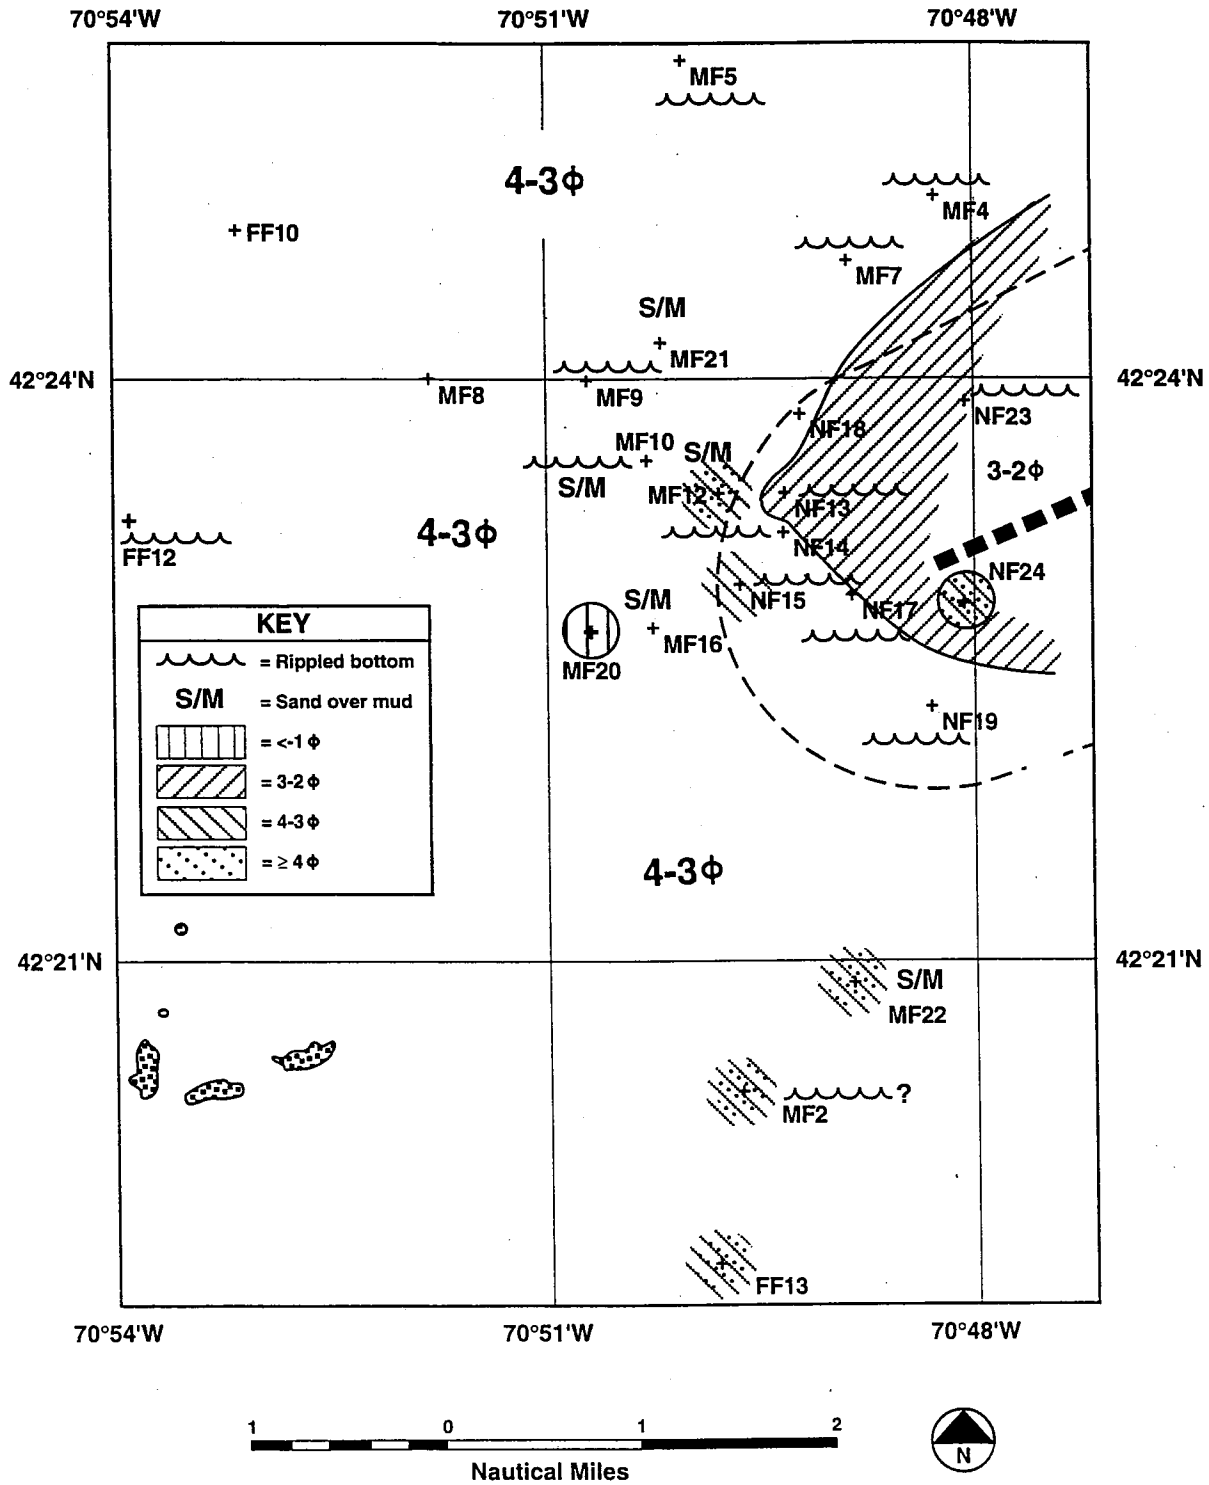 70°54'W 70°51'W 70°48'W
MF5
4-3ϕ
MF4
FF10
MF7
S/M
MF21
42°24'N 42°24'N
MF8
MF9
NF23
NF18
MF10
S/M
3-2ϕ
S/M
MF12
NF13
4-3ϕ
NF14
FF12
NF24
S/M
NF15
NF17
MF16
MF20
KEY
= Rippled bottom
S/M = Sand over mud
= <-1 ϕ
= 3-2 ϕ
= 4-3 ϕ
= ≥ 4 ϕ
NF19
4-3ϕ
42°21'N 42°21'N
S/M
MF22
?
MF2
FF13
70°54'W 70°51'W 70°48'W
1 0 1 2
Nautical Miles
N